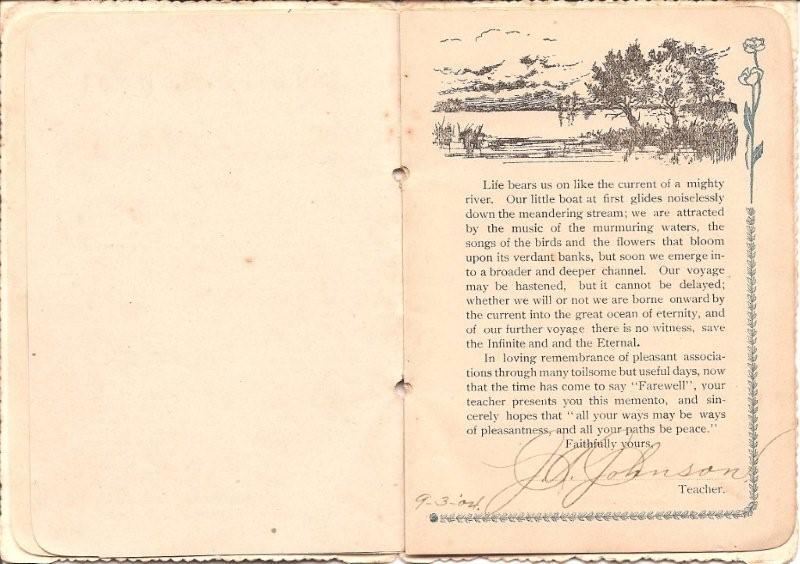 Life bears us on like the current of a mighty
river. Our little boat at first glides noiselessly
down the meandering stream; we are attracted
by the music of the murmuring waters, the
songs of the birds and the flowers that bloom
upon its verdant banks, but soon we emerge in-
to a broader and deeper channel. Our voyage
may be hastened, but it cannot be delayed;
whether we will or not we are borne onward by
the current into the great ocean of eternity, and
of our further voyage there is no witness, save
the Infinite and and the Eternal.
In loving remembrance of pleasant associa-
tions through many toilsome but useful days, now
that the time has come to say "Farewell", your
teacher presents you this memento, and sin-
cerely hopes that "all your ways may be ways
of pleasantness, and all your paths be peace."
Faithfully yours,
Johnson
Teacher.
9-3-'04.